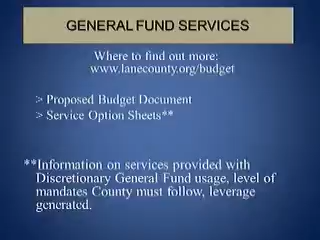 GENERAL FUND SERVICES
Where to find out more:
www.lanecounty.org/budget
> Proposed Budget Document
> Service Option Sheets**
**Information on services provided with
Discretionary General Fund usage, level of
mandates County must follow, leverage
generated.